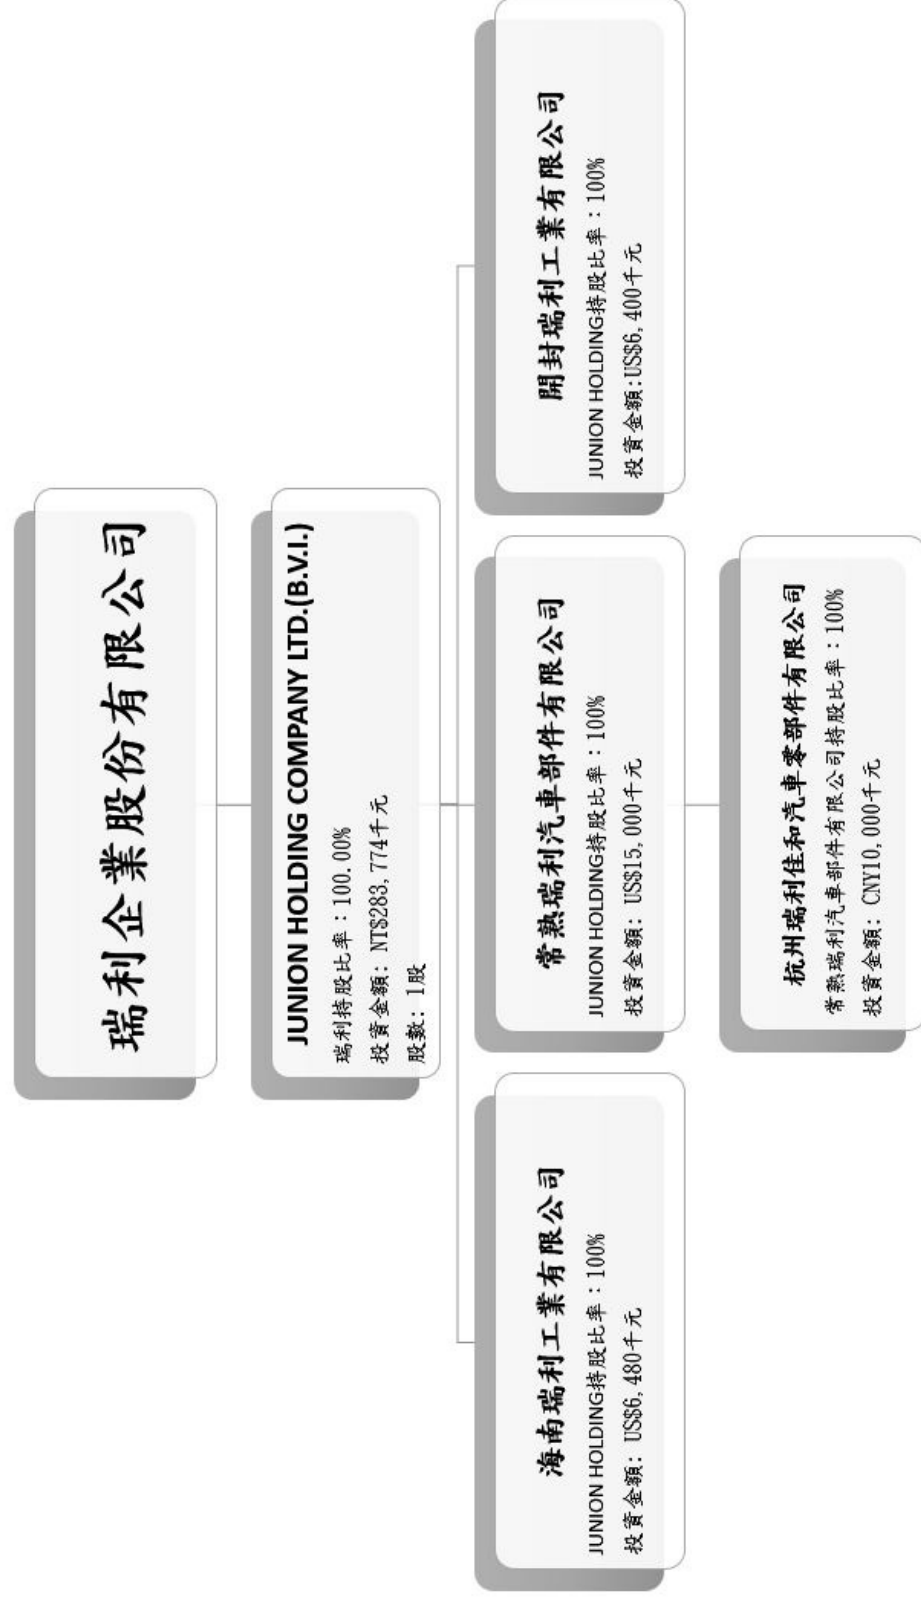 瑞利企業股份有限公司
JUNION HOLDING COMPANY LTD.(B.V.I.)
瑞利持股比率：100.00%
投資金額: NT$283,774千元
股數: 1股
海南瑞利工業有限公司
JUNION HOLDING持股比率：100%
投資金額: US$6,480千元
常熟瑞利汽車部件有限公司
JUNION HOLDING持股比率：100%
投資金額: US$15,000千元
開封瑞利工業有限公司
JUNION HOLDING持股比率：100%
投資金額:US$6,400千元
杭州瑞利佳和汽車零部件有限公司
常熟瑞利汽車部件有限公司持股比率：100%
投資金額: CNY10,000千元